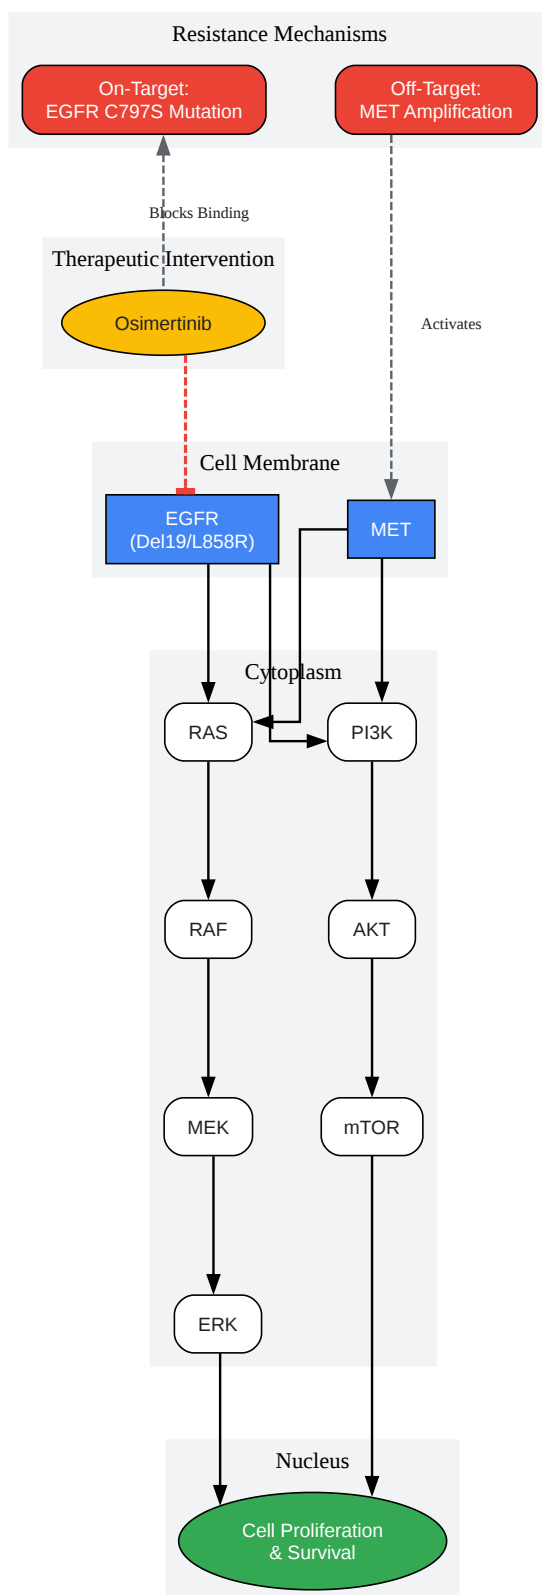 Resistance Mechanisms
On-Target:
EGFR C797S Mutation
Off-Target:
MET Amplification
Blocks Binding
Therapeutic Intervention
Osimertinib
Activates
Cell Membrane
EGFR
(Del19/L858R)
MET
Cytoplasm
RAS
PI3K
RAF
AKT
MEK
mTOR
ERK
Nucleus
Cell Proliferation
& Survival